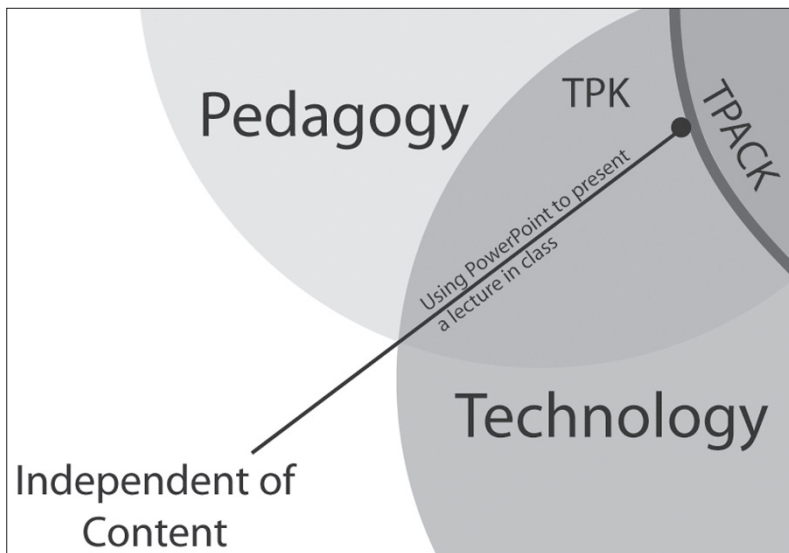 Pedagogy
TPK
TPACK
Using PowerPoint to present
a lecture in class
Technology
Independent of
Content